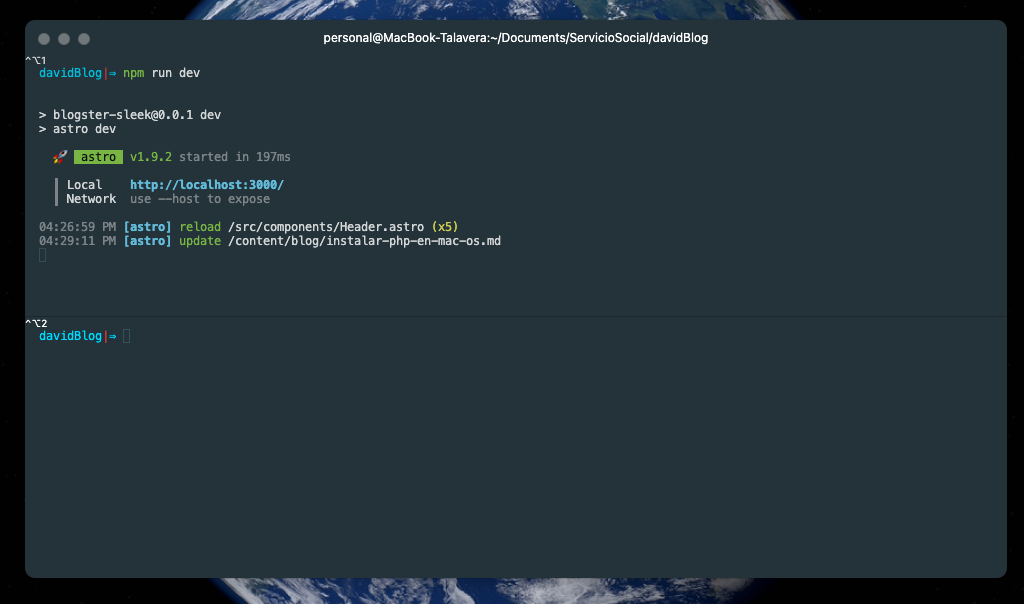 personal@MacBook-Talavera:~/Documents/ServicioSocial/davidBlog
^⌥1
davidBlog|⇒ npm run dev
> blogster-sleek@0.0.1 dev
> astro dev
🚀 astro v1.9.2 started in 197ms
┃ Local http://localhost:3000/
┃ Network use --host to expose
04:26:59 PM [astro] reload /src/components/Header.astro (x5)
04:29:11 PM [astro] update /content/blog/instalar-php-en-mac-os.md
^⌥2
davidBlog|⇒